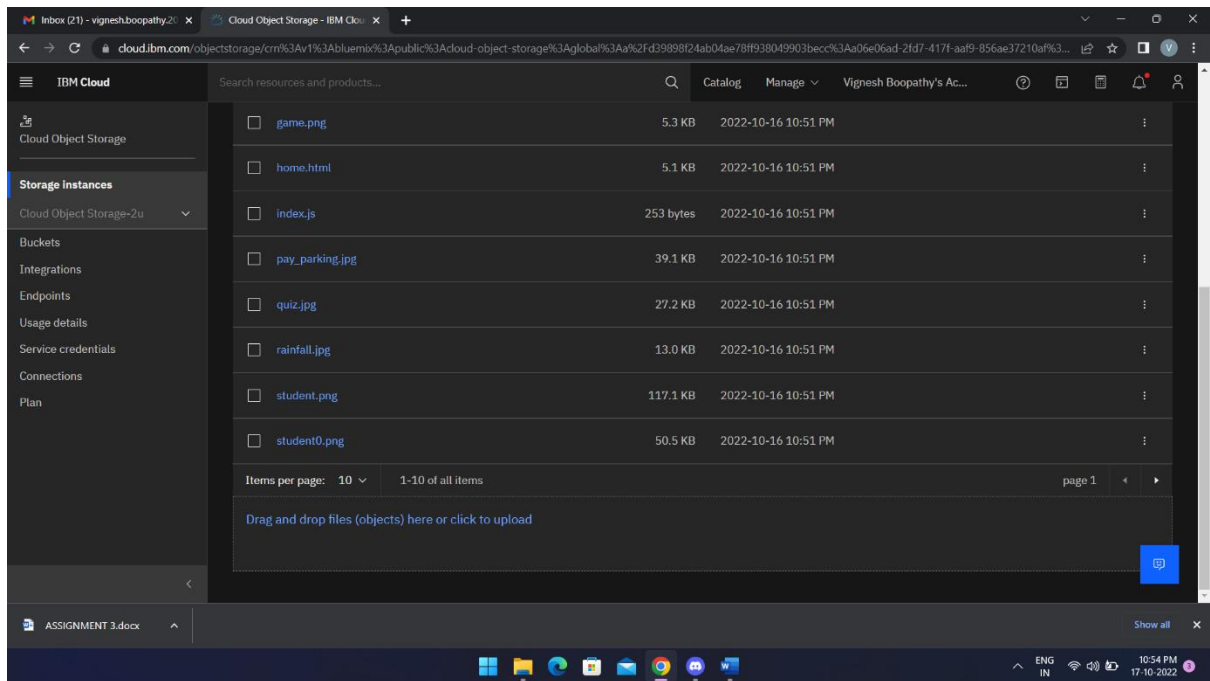 Inbox (21) - vignesh.boopathy.20
Cloud Object Storage - IBM Clou
cloud.ibm.com/objectstorage/crn%3Av1%3Abluemix%3Apublic%3Acloud-object-storage%3Aglobal%3Aa%2Fd39898f24ab04ae78ff938049903becc%3Aa06e06ad-2fd7-417f-aaf9-856ae37210af%3...
V
IBM Cloud
Search resources and products...
Catalog
Manage
Vignesh Boopathy's Ac...
Cloud Object Storage
Storage instances
Cloud Object Storage-2u
Buckets
Integrations
Endpoints
Usage details
Service credentials
Connections
Plan
game.png 5.3 KB 2022-10-16 10:51 PM
home.html 5.1 KB 2022-10-16 10:51 PM
index.js 253 bytes 2022-10-16 10:51 PM
pay_parking.jpg 39.1 KB 2022-10-16 10:51 PM
quiz.jpg 27.2 KB 2022-10-16 10:51 PM
rainfall.jpg 13.0 KB 2022-10-16 10:51 PM
student.png 117.1 KB 2022-10-16 10:51 PM
student0.png 50.5 KB 2022-10-16 10:51 PM
Items per page: 10 1-10 of all items page 1
Drag and drop files (objects) here or click to upload
ASSIGNMENT 3.docx
Show all
ENG
IN
10:54 PM
17-10-2022
3